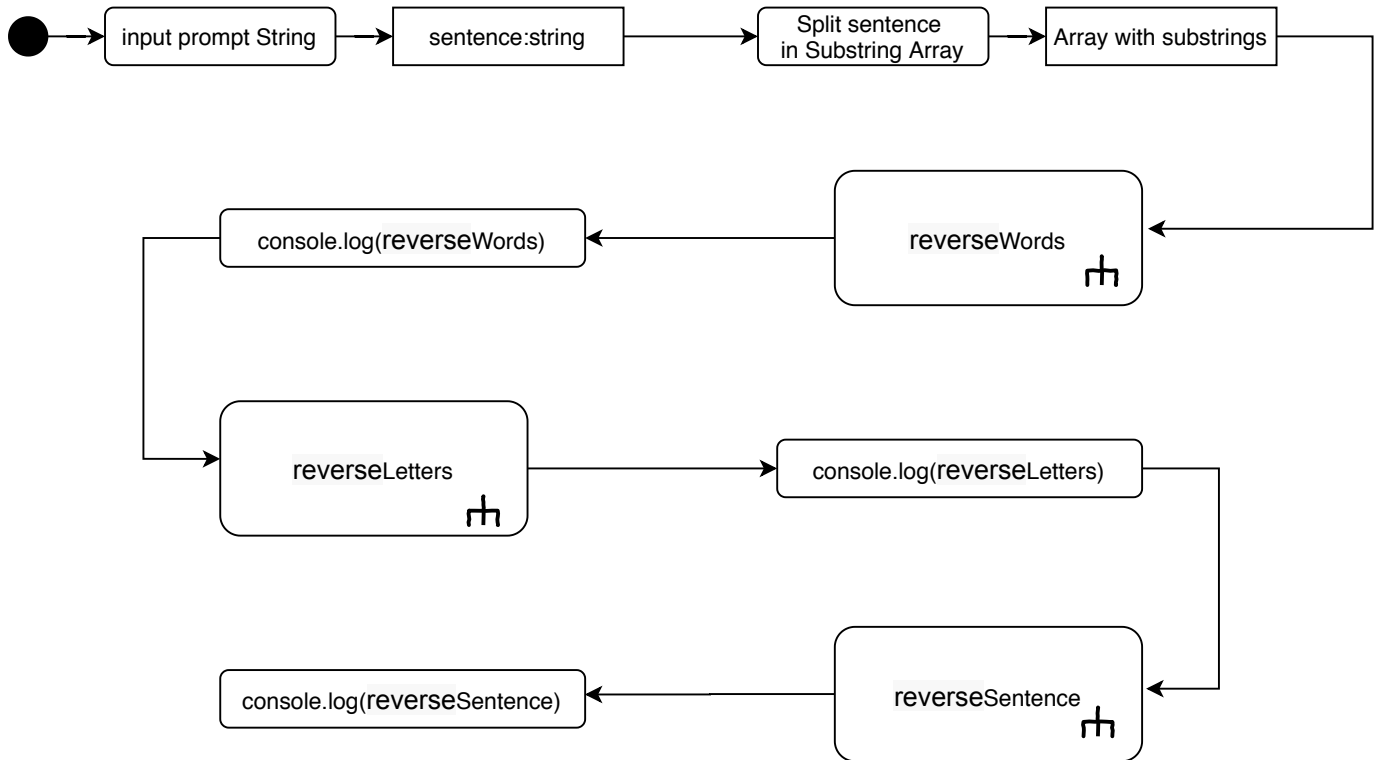 input prompt String
sentence:string
Split sentence
in Substring Array
Array with substrings
reverseWords
console.log(reverseWords)
reverseLetters
console.log(reverseLetters)
reverseSentence
console.log(reverseSentence)